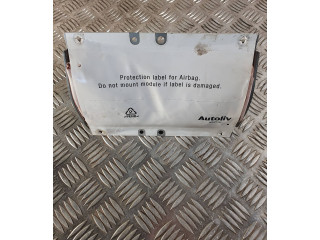 Protection label for Airbag.
Do not mount module if label is damaged.
Autoliv